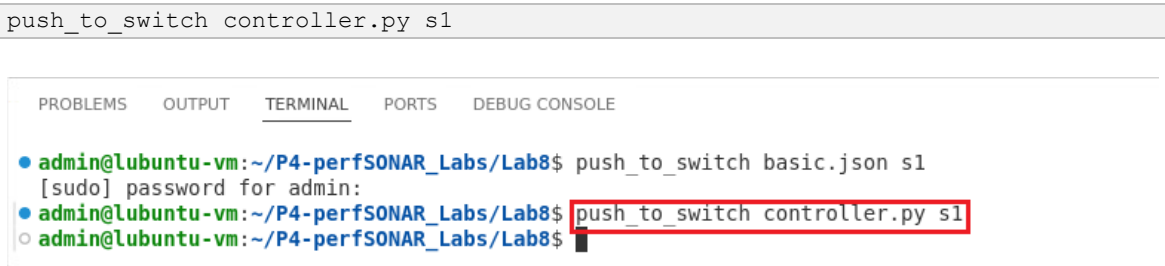 push_to_switch controller.py s1
PROBLEMS OUTPUT TERMINAL PORTS DEBUG CONSOLE
admin@lubuntu-vm:~/P4-perfSONAR_Labs/Lab8$ push_to_switch basic.json s1
[sudo] password for admin:
admin@lubuntu-vm:~/P4-perfSONAR_Labs/Lab8$ push_to_switch controller.py s1
admin@lubuntu-vm:~/P4-perfSONAR_Labs/Lab8$